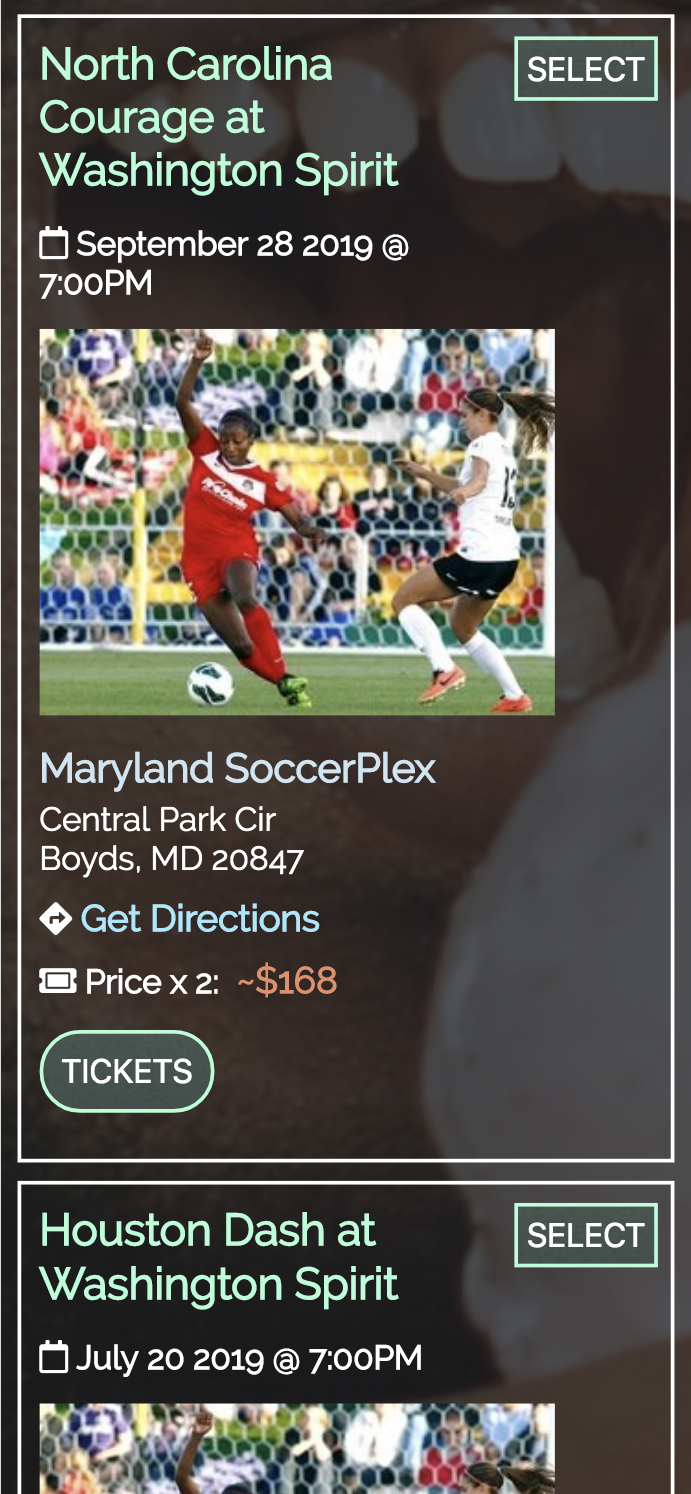 North Carolina
Courage at
Washington Spirit
SELECT
September 28 2019 @
7:00PM
13
Maryland SoccerPlex
Central Park Cir
Boyds, MD 20847
Get Directions
Price x 2: ~$168
TICKETS
Houston Dash at
Washington Spirit
SELECT
July 20 2019 @ 7:00PM